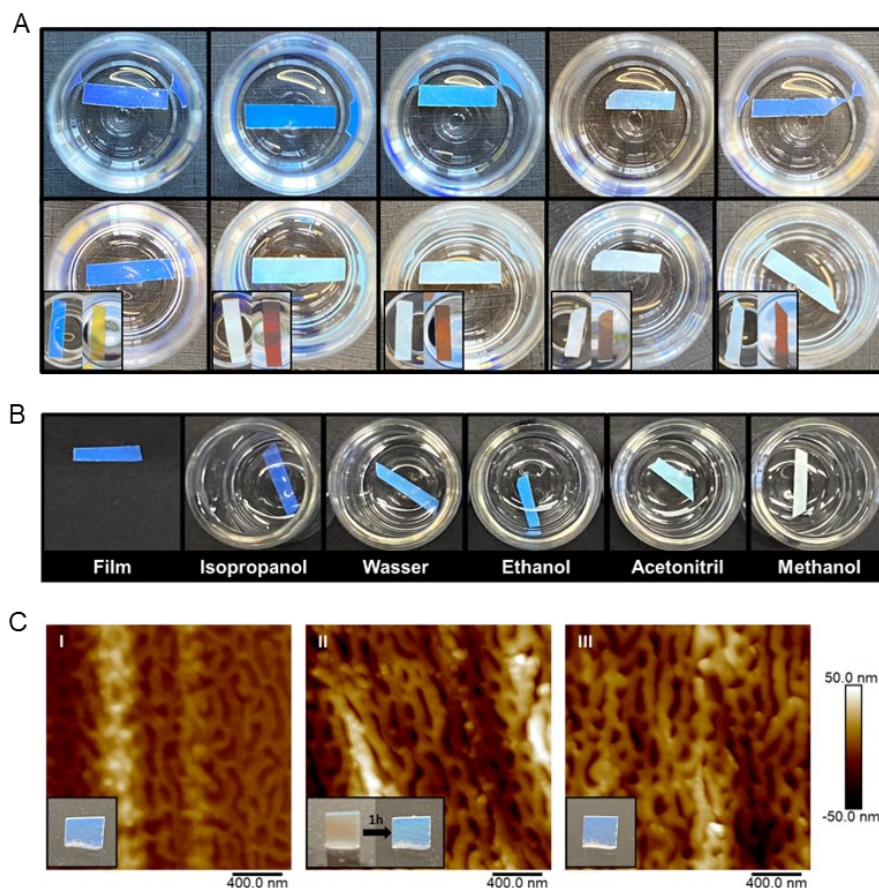 A
B
Film Isopropanol Wasser Ethanol Acetonitril Methanol
C
I II III
50.0 nm
1h
-50.0 nm
400.0 nm 400.0 nm 400.0 nm